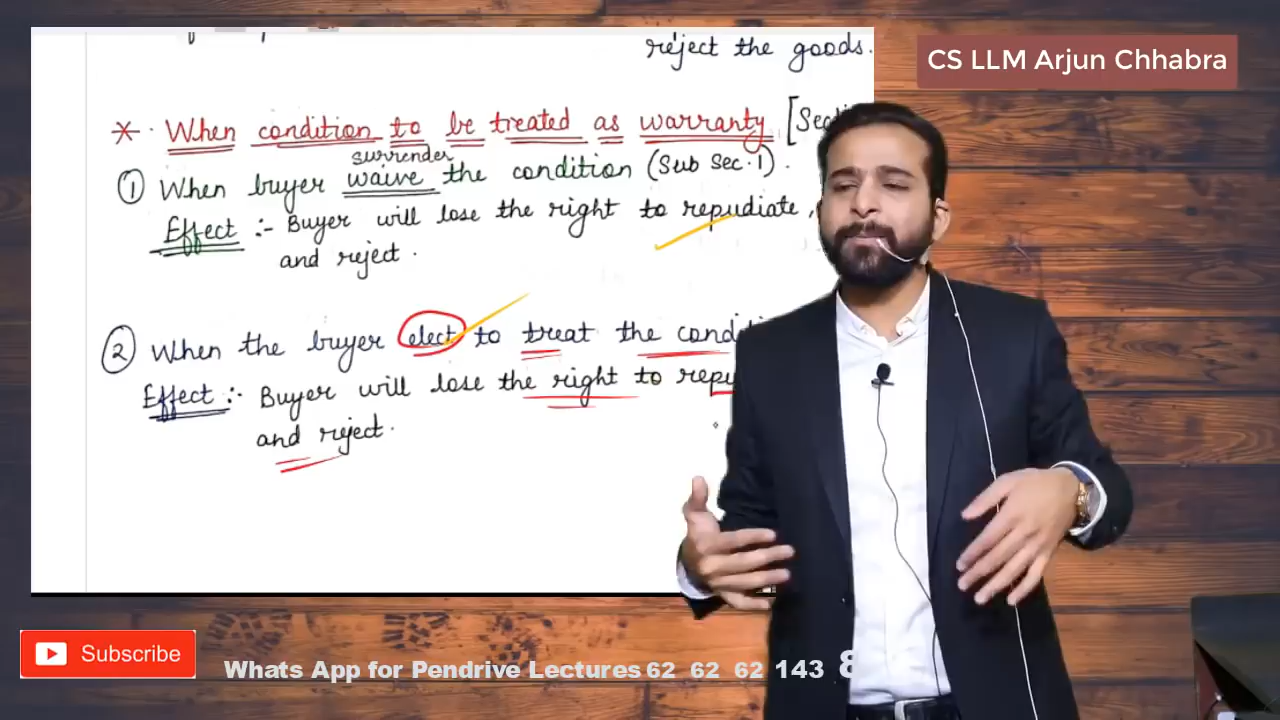 reject the goods.
CS LLM Arjun Chhabra
* When condition to be treated as warranty
surrender
① When buyer waive the condition (Sub Sec. 1).
Effect :- Buyer will lose the right to repudiate,
and reject.
② When the buyer elect to treat the
Effect :- Buyer will lose the right to
and reject.
Subscribe
Whats App for Pendrive Lectures 62 62 62 143